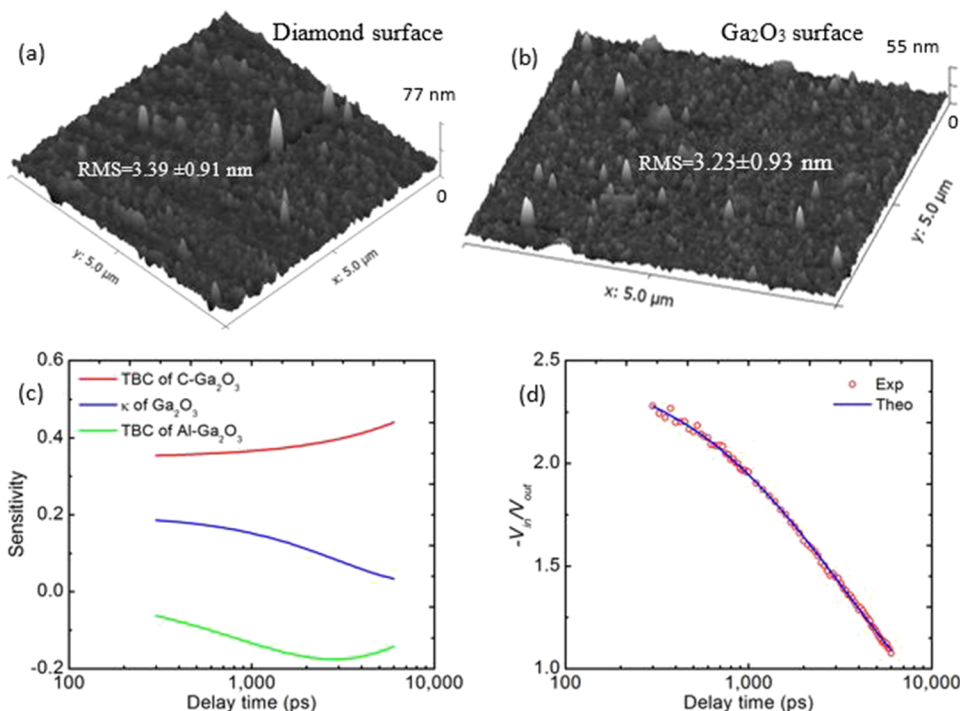 (a)
Diamond surface
77 nm
0
RMS=3.39 ±0.91 nm
y: 5.0 µm
x: 5.0 µm
(b)
Ga₂O₃ surface
55 nm
0
RMS=3.23±0.93 nm
x: 5.0 µm
y: 5.0 µm
(c)
TBC of C-Ga₂O₃
κ of Ga₂O₃
TBC of Al-Ga₂O₃
Sensitivity
0.6
0.4
0.2
0.0
-0.2
100
1,000
10,000
Delay time (ps)
(d)
Exp
Theo
-Vin/Vout
2.5
2.0
1.5
1.0
100
1,000
10,000
Delay time (ps)